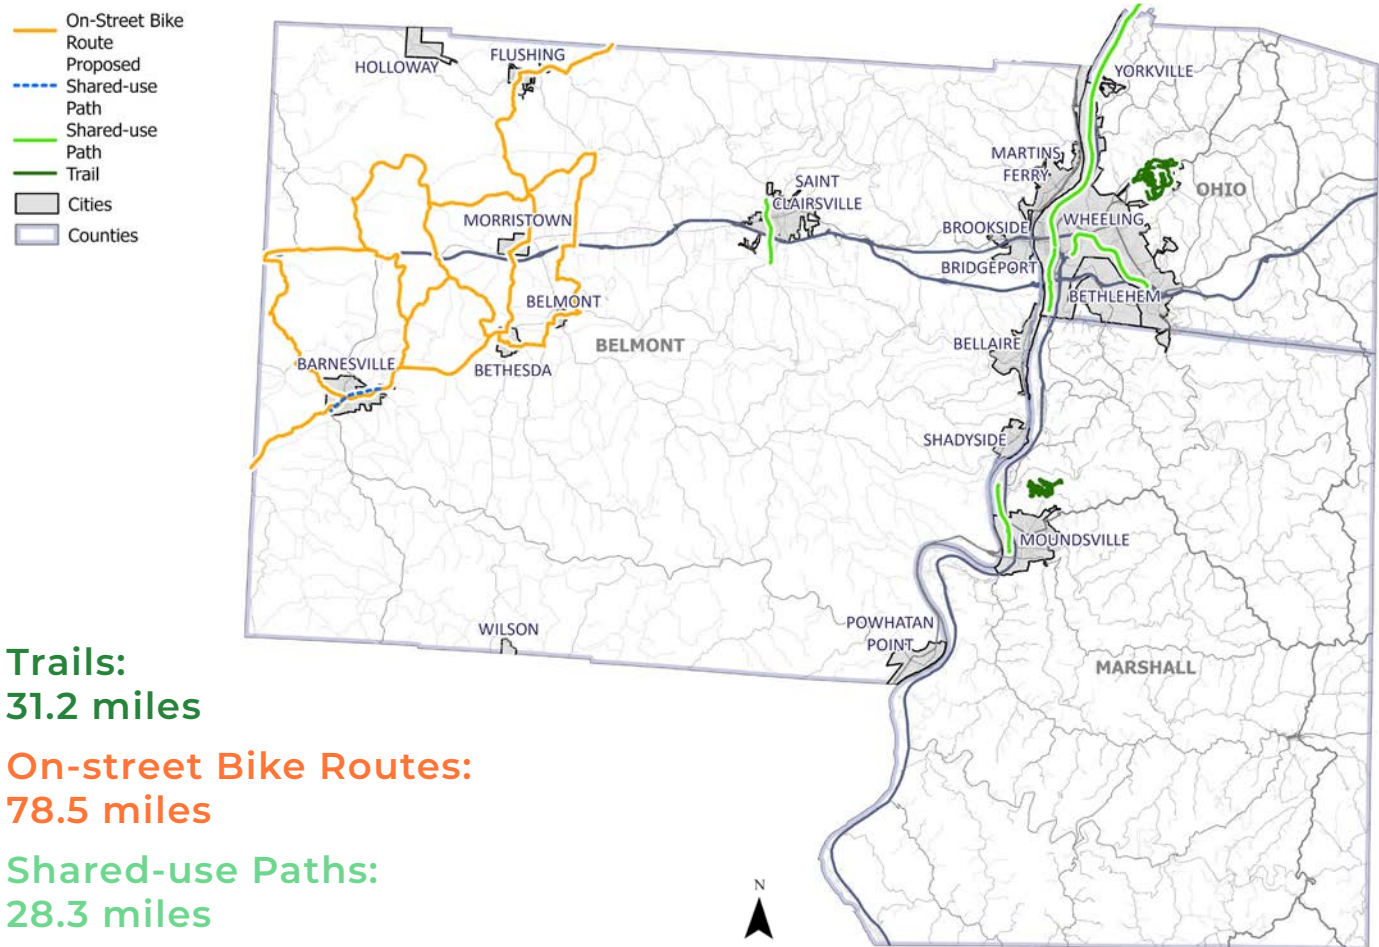 On-Street Bike
Route
Proposed
Shared-use
Path
Shared-use
Path
Trail
Cities
Counties
HOLLOWAY
FLUSHING
YORKVILLE
MARTINS
FERRY
OHIO
SAINT
CLAIRSVILLE
MORRISTOWN
BROOKSIDE
WHEELING
BRIDGEPORT
BETHLEHEM
BELMONT
BELMONT
BELLAIRE
BARNESVILLE
BETHESDA
SHADYSIDE
MOUNDSVILLE
WILSON
POWHATAN
POINT
MARSHALL
Trails:
31.2 miles
On-street Bike Routes:
78.5 miles
Shared-use Paths:
28.3 miles
N